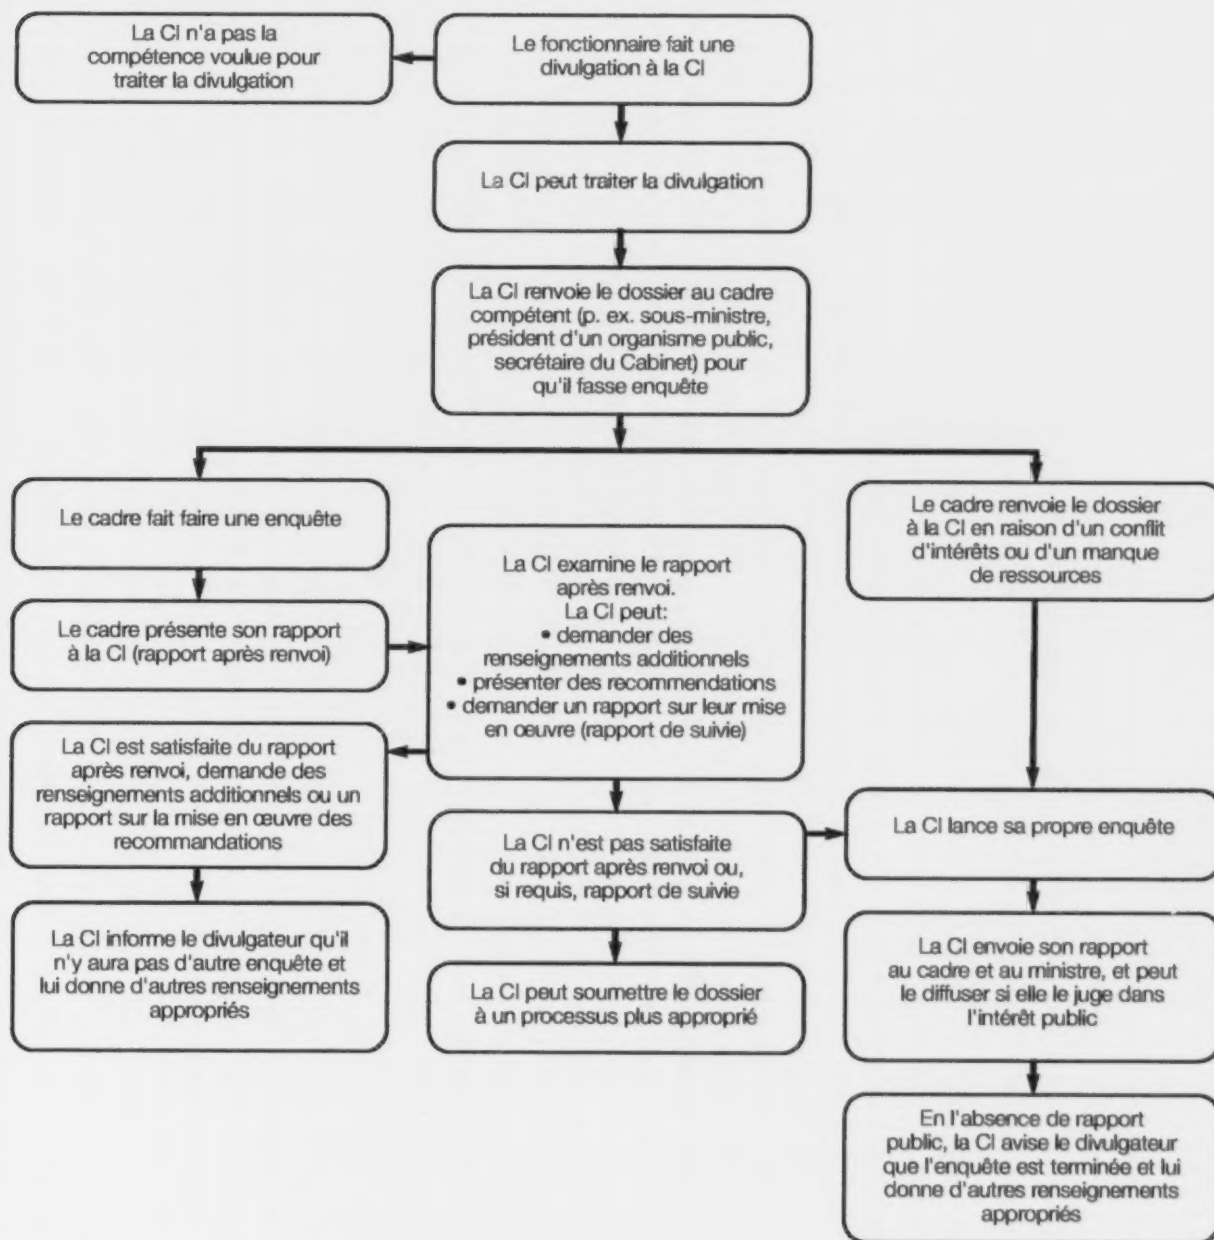 La CI n'a pas la
compétence voulue pour
traiter la divulgation
Le fonctionnaire fait une
divulgation à la CI
La CI peut traiter la divulgation
La CI renvoie le dossier au cadre
compétent (p. ex. sous-ministre,
président d'un organisme public,
secrétaire du Cabinet) pour
qu'il fasse enquête
Le cadre fait faire une enquête
Le cadre présente son rapport
à la CI (rapport après renvoi)
La CI examine le rapport
après renvoi.
La CI peut:
• demander des
renseignements additionnels
• présenter des recommendations
• demander un rapport sur leur mise
en œuvre (rapport de suivie)
Le cadre renvoie le dossier
à la CI en raison d'un conflit
d'intérêts ou d'un manque
de ressources
La CI est satisfaite du rapport
après renvoi, demande des
renseignements additionnels ou un
rapport sur la mise en œuvre des
recommandations
La CI n'est pas satisfaite
du rapport après renvoi ou,
si requis, rapport de suivie
La CI lance sa propre enquête
La CI informe le divulgateur qu'il
n'y aura pas d'autre enquête et
lui donne d'autres renseignements
appropriés
La CI peut soumettre le dossier
à un processus plus approprié
La CI envoie son rapport
au cadre et au ministre, et peut
le diffuser si elle le juge dans
l'intérêt public
En l'absence de rapport
public, la CI avise le divulgateur
que l'enquête est terminée et lui
donne d'autres renseignements
appropriés